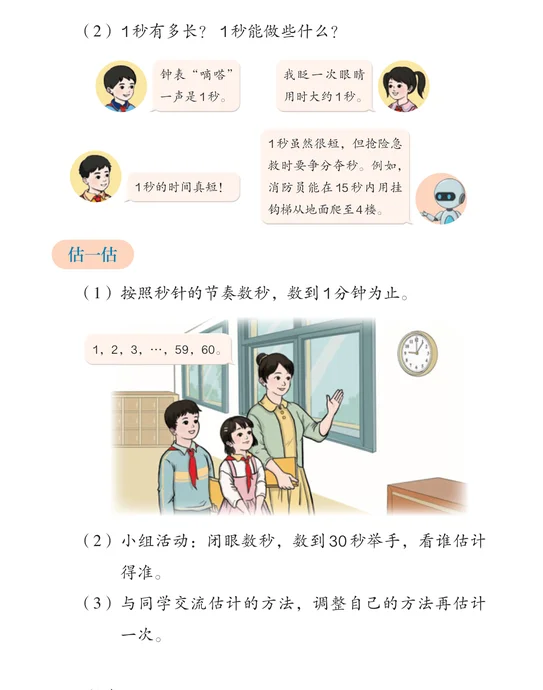 （2）1秒有多长？ 1秒能做些什么？
钟表“嘀嗒”
一声是1秒。
我眨一次眼睛
用时大约1秒。
1秒的时间真短！
1秒虽然很短，但抢险急
救时要争分夺秒。例如，
消防员能在15秒内用挂
钩梯从地面爬至4楼。
估一估
（1）按照秒针的节奏数秒，数到1分钟为止。
1，2，3，…，59，60。
（2）小组活动：闭眼数秒，数到30秒举手，看谁估计
得准。
（3）与同学交流估计的方法，调整自己的方法再估计
一次。